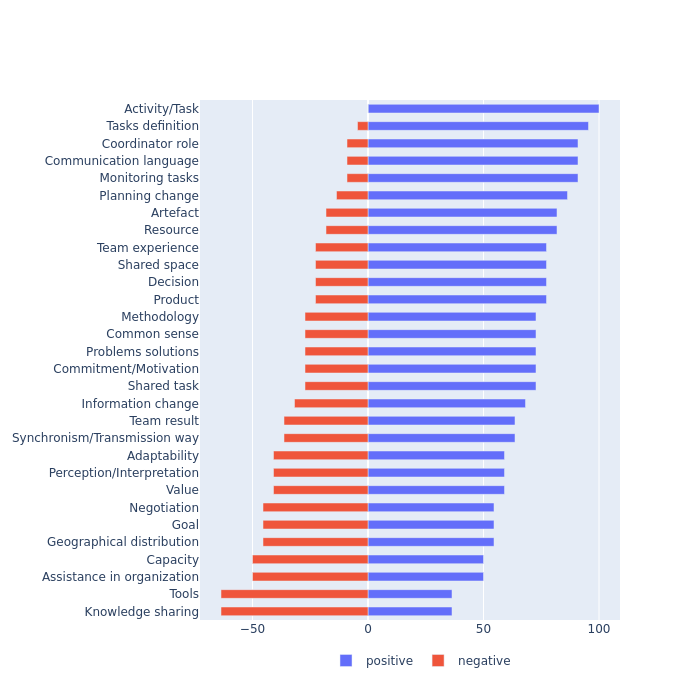 Activity/Task
Tasks definition
Coordinator role
Communication language
Monitoring tasks
Planning change
Artefact
Resource
Team experience
Shared space
Decision
Product
Methodology
Common sense
Problems solutions
Commitment/Motivation
Shared task
Information change
Team result
Synchronism/Transmission way
Adaptability
Perception/Interpretation
Value
Negotiation
Goal
Geographical distribution
Capacity
Assistance in organization
Tools
Knowledge sharing
−50 0 50 100
positive negative